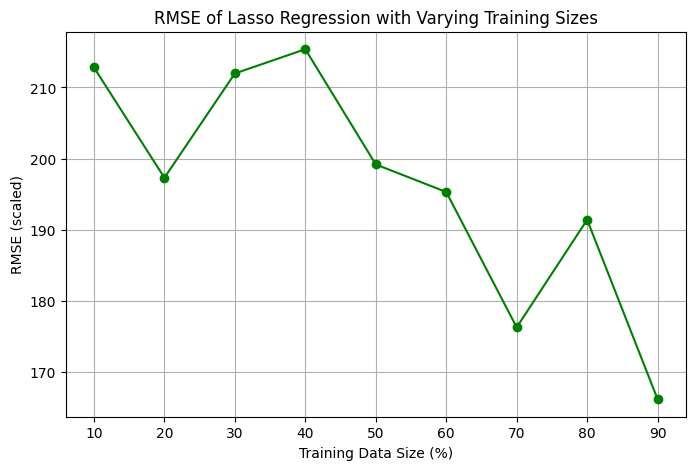 RMSE of Lasso Regression with Varying Training Sizes
210
200
190
180
170
RMSE (scaled)
10 20 30 40 50 60 70 80 90
Training Data Size (%)